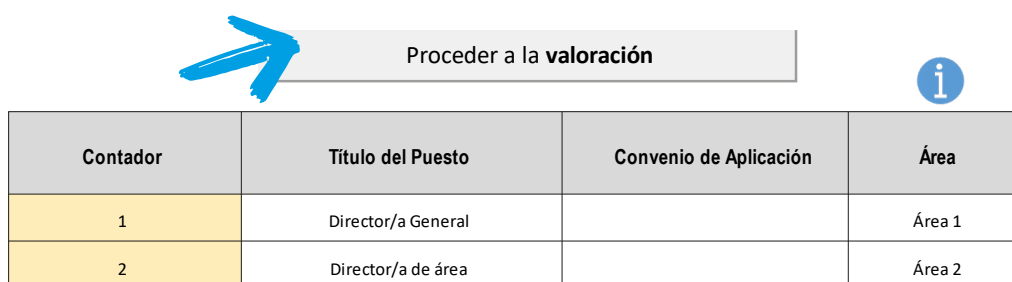 Proceder a la valoración
i
Contador Título del Puesto Convenio de Aplicación Área
1 Director/a General Área 1
2 Director/a de área Área 2